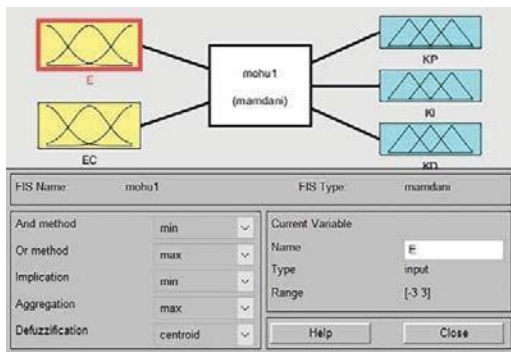 E
EC
mohu1
(mamdani)
KP
KI
KD
FIS Name: mohu1 FIS Type: mamdani
And method min
Or method max
Implication min
Aggregation max
Defuzzification centroid
Current Variable
Name E
Type input
Range [-3 3]
Help Close